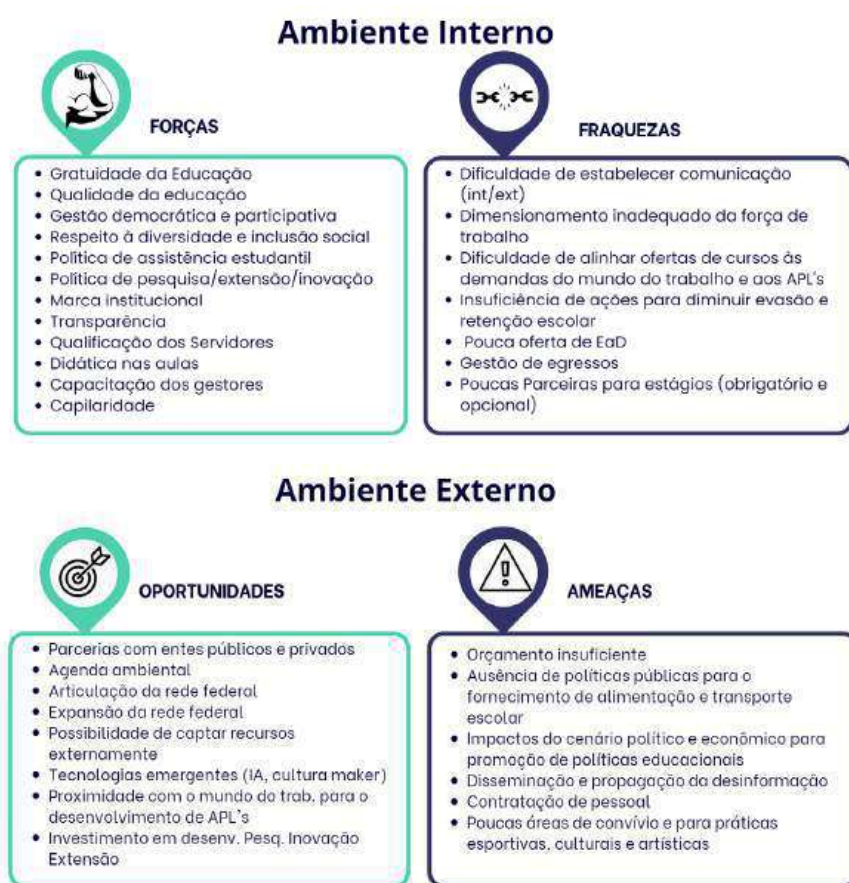 Ambiente Interno
FORÇAS
• Gratuidade da Educação
• Qualidade da educação
• Gestão democrática e participativa
• Respeito à diversidade e inclusão social
• Política de assistência estudantil
• Política de pesquisa/extensão/inovação
• Marca institucional
• Transparência
• Qualificação dos Servidores
• Didática nas aulas
• Capacitação dos gestores
• Capilaridade
FRAQUEZAS
• Dificuldade de estabelecer comunicação
(int/ext)
• Dimensionamento inadequado da força de
trabalho
• Dificuldade de alinhar ofertas de cursos às
demandas do mundo do trabalho e aos APL's
• Insuficiência de ações para diminuir evasão e
retenção escolar
• Pouca oferta de EaD
• Gestão de egressos
• Poucas Parceiras para estágios (obrigatório e
opcional)
Ambiente Externo
OPORTUNIDADES
• Parcerias com entes públicos e privados
• Agenda ambiental
• Articulação da rede federal
• Expansão da rede federal
• Possibilidade de captar recursos
externamente
• Tecnologias emergentes (IA, cultura maker)
• Proximidade com o mundo do trab. para o
desenvolvimento de APL's
• Investimento em desenv. Pesq. Inovação
Extensão
AMEAÇAS
• Orçamento insuficiente
• Ausência de políticas públicas para o
fornecimento de alimentação e transporte
escolar
• Impactos do cenário político e econômico para
promoção de políticas educacionais
• Disseminação e propagação da desinformação
• Contratação de pessoal
• Poucas áreas de convívio e para práticas
esportivas, culturais e artísticas